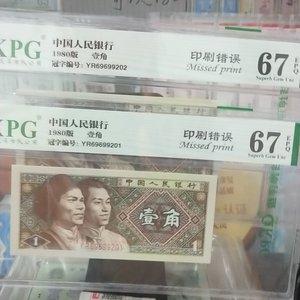 KPG
中国人民银行
1980版 壹角
冠字编号: YR69699202
印刷错误
Missed print
67 EPQ
Superb Gem Unc
KPG
中国人民银行
1980版 壹角
冠字编号: YR69699201
印刷错误
Missed print
67 EPQ
Superb Gem Unc
中国人民银行
壹角
YR69699201
1
1